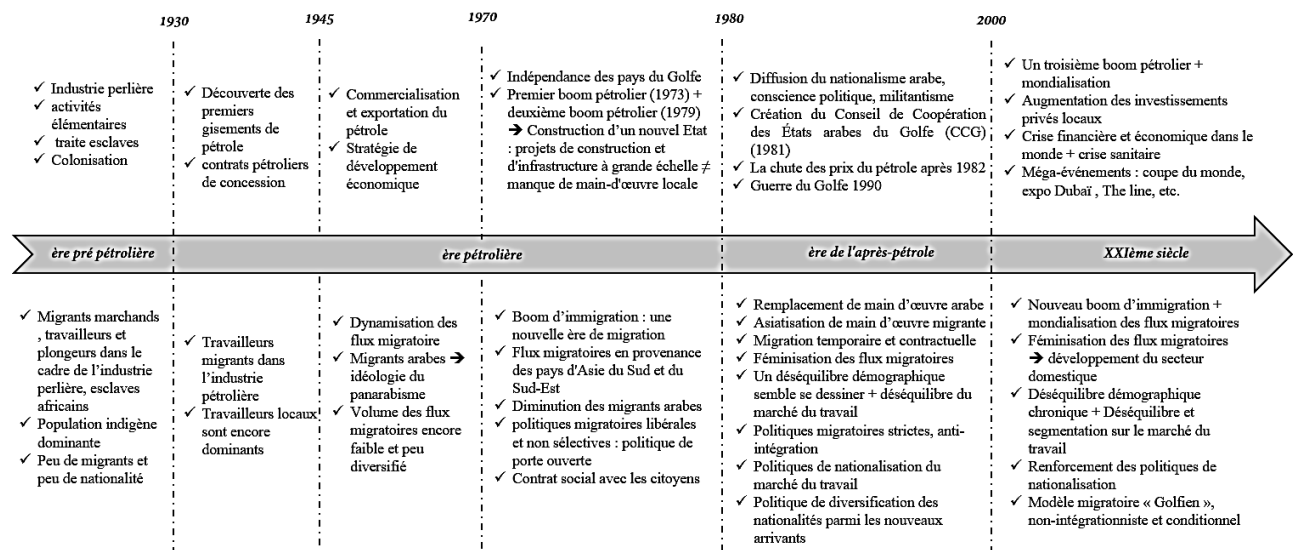 1930
1945
1970
1980
2000
✓ Industrie perlière
✓ activités
élémentaires
✓ traite esclaves
✓ Colonisation
✓ Découverte des
premiers
gisements de
pétrole
✓ contrats pétroliers
de concession
✓ Commercialisation
et exportation du
pétrole
✓ Stratégie de
développement
économique
✓ Indépendance des pays du Golfe
✓ Premier boom pétrolier (1973) +
deuxième boom pétrolier (1979)
➔ Construction d’un nouvel Etat
: projets de construction et
d'infrastructure à grande échelle ≠
manque de main-d'œuvre locale
✓ Diffusion du nationalisme arabe,
conscience politique, militantisme
✓ Création du Conseil de Coopération
des États arabes du Golfe (CCG)
(1981)
✓ La chute des prix du pétrole après 1982
✓ Guerre du Golfe 1990
✓ Un troisième boom pétrolier +
mondialisation
✓ Augmentation des investissements
privés locaux
✓ Crise financière et économique dans le
monde + crise sanitaire
✓ Méga-événements : coupe du monde,
expo Dubaï , The line, etc.
ère pré pétrolière
ère pétrolière
ère de l'après-pétrole
XXIème siècle
✓ Migrants marchands
, travailleurs et
plongeurs dans le
cadre de l’industrie
perlière, esclaves
africains
✓ Population indigène
dominante
✓ Peu de migrants et
peu de nationalité
✓ Travailleurs
migrants dans
l’industrie
pétrolière
✓ Travailleurs locaux
sont encore
dominants
✓ Dynamisation des
flux migratoire
✓ Migrants arabes ➔
idéologie du
panarabisme
✓ Volume des flux
migratoires encore
faible et peu
diversifié
✓ Boom d’immigration : une
nouvelle ère de migration
✓ Flux migratoires en provenance
des pays d'Asie du Sud et du
Sud-Est
✓ Diminution des migrants arabes
✓ politiques migratoires libérales
et non sélectives : politique de
porte ouverte
✓ Contrat social avec les citoyens
✓ Remplacement de main d’œuvre arabe
✓ Asiatisation de main d’œuvre migrante
✓ Migration temporaire et contractuelle
✓ Féminisation des flux migratoires
✓ Un déséquilibre démographique
semble se dessiner + déséquilibre du
marché du travail
✓ Politiques migratoires strictes, anti-
intégration
✓ Politiques de nationalisation du
marché du travail
✓ Politique de diversification des
nationalités parmi les nouveaux
arrivants
✓ Nouveau boom d’immigration +
mondialisation des flux migratoires
✓ Féminisation des flux migratoires
➔ développement du secteur
domestique
✓ Déséquilibre démographique
chronique + Déséquilibre et
segmentation sur le marché du
travail
✓ Renforcement des politiques de
nationalisation
✓ Modèle migratoire « Golfien »,
non-intégrationniste et conditionnel